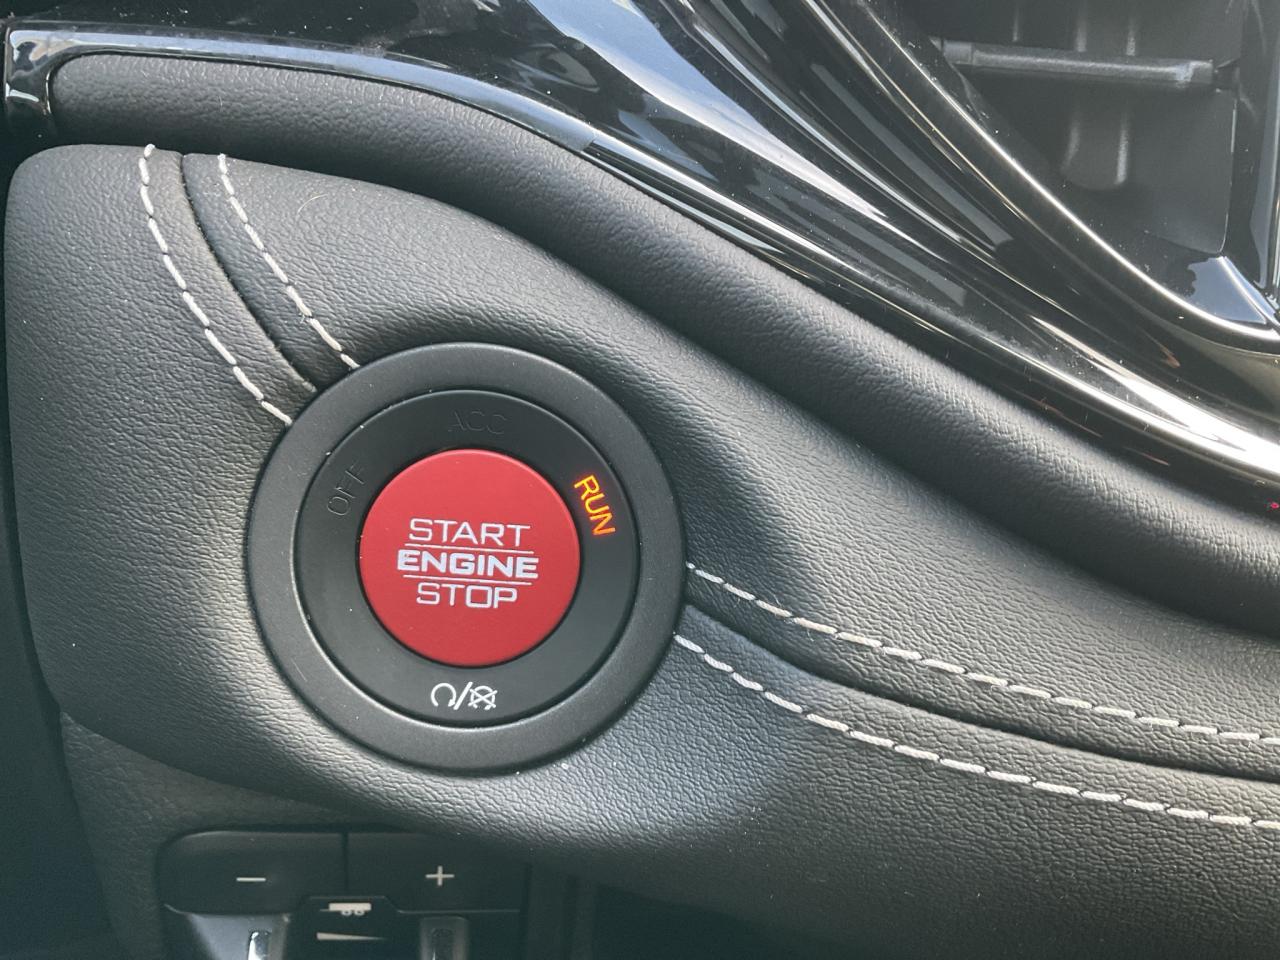 ACC
OFF
RUN
START
ENGINE
STOP
- +